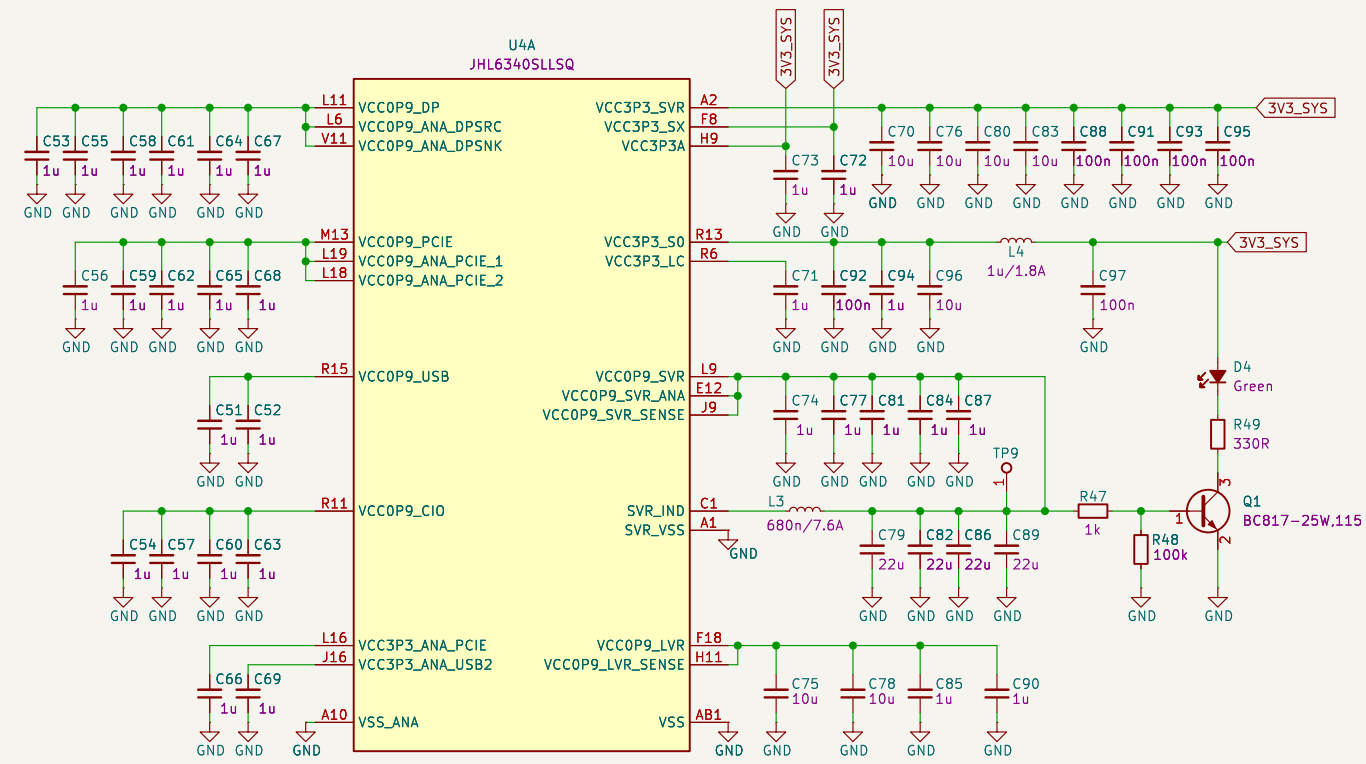 3V3_SYS 3V3_SYS
U4A
JHL6340SLLSQ
L11 VCC0P9_DP VCC3P3_SVR A2 3V3_SYS
L6 VCC0P9_ANA_DPSRC VCC3P3_SX F8
V11 VCC0P9_ANA_DPSNK VCC3P3A H9
C53 C55 C58 C61 C64 C67 C70 C76 C80 C83 C88 C91 C93 C95
1u 1u 1u 1u 1u 1u 10u 10u 10u 10u 100n 100n 100n 100n
C73 C72
1u 1u
GND GND GND GND GND GND GND GND GND GND GND GND GND GND
GND GND
M13 VCC0P9_PCIE VCC3P3_S0 R13 3V3_SYS
L4
1u/1.8A
L19 VCC0P9_ANA_PCIE_1 VCC3P3_LC R6
L18 VCC0P9_ANA_PCIE_2
C56 C59 C62 C65 C68 C71 C92 C94 C96 C97
1u 1u 1u 1u 1u 1u 100n 1u 10u 100n
GND GND GND GND GND GND GND GND GND GND
R15 VCC0P9_USB VCC0P9_SVR L9
VCC0P9_SVR_ANA E12
VCC0P9_SVR_SENSE J9
D4
Green
C51 C52 C74 C77 C81 C84 C87
1u 1u 1u 1u 1u 1u 1u
R49
330R
GND GND GND GND GND GND GND
TP9
1
R11 VCC0P9_CIO SVR_IND C1
SVR_VSS A1
L3
680n/7.6A
GND
R47
1k
Q1
BC817-25W,115
1
3
2
R48
100k
C54 C57 C60 C63 C79 C82 C86 C89
1u 1u 1u 1u 22u 22u 22u 22u
GND GND GND GND GND GND GND GND GND GND
L16 VCC3P3_ANA_PCIE VCC0P9_LVR F18
J16 VCC3P3_ANA_USB2 VCC0P9_LVR_SENSE H11
C66 C69 C75 C78 C85 C90
1u 1u 10u 10u 1u 1u
A10 VSS_ANA VSS AB1
GND GND GND GND GND GND GND GND